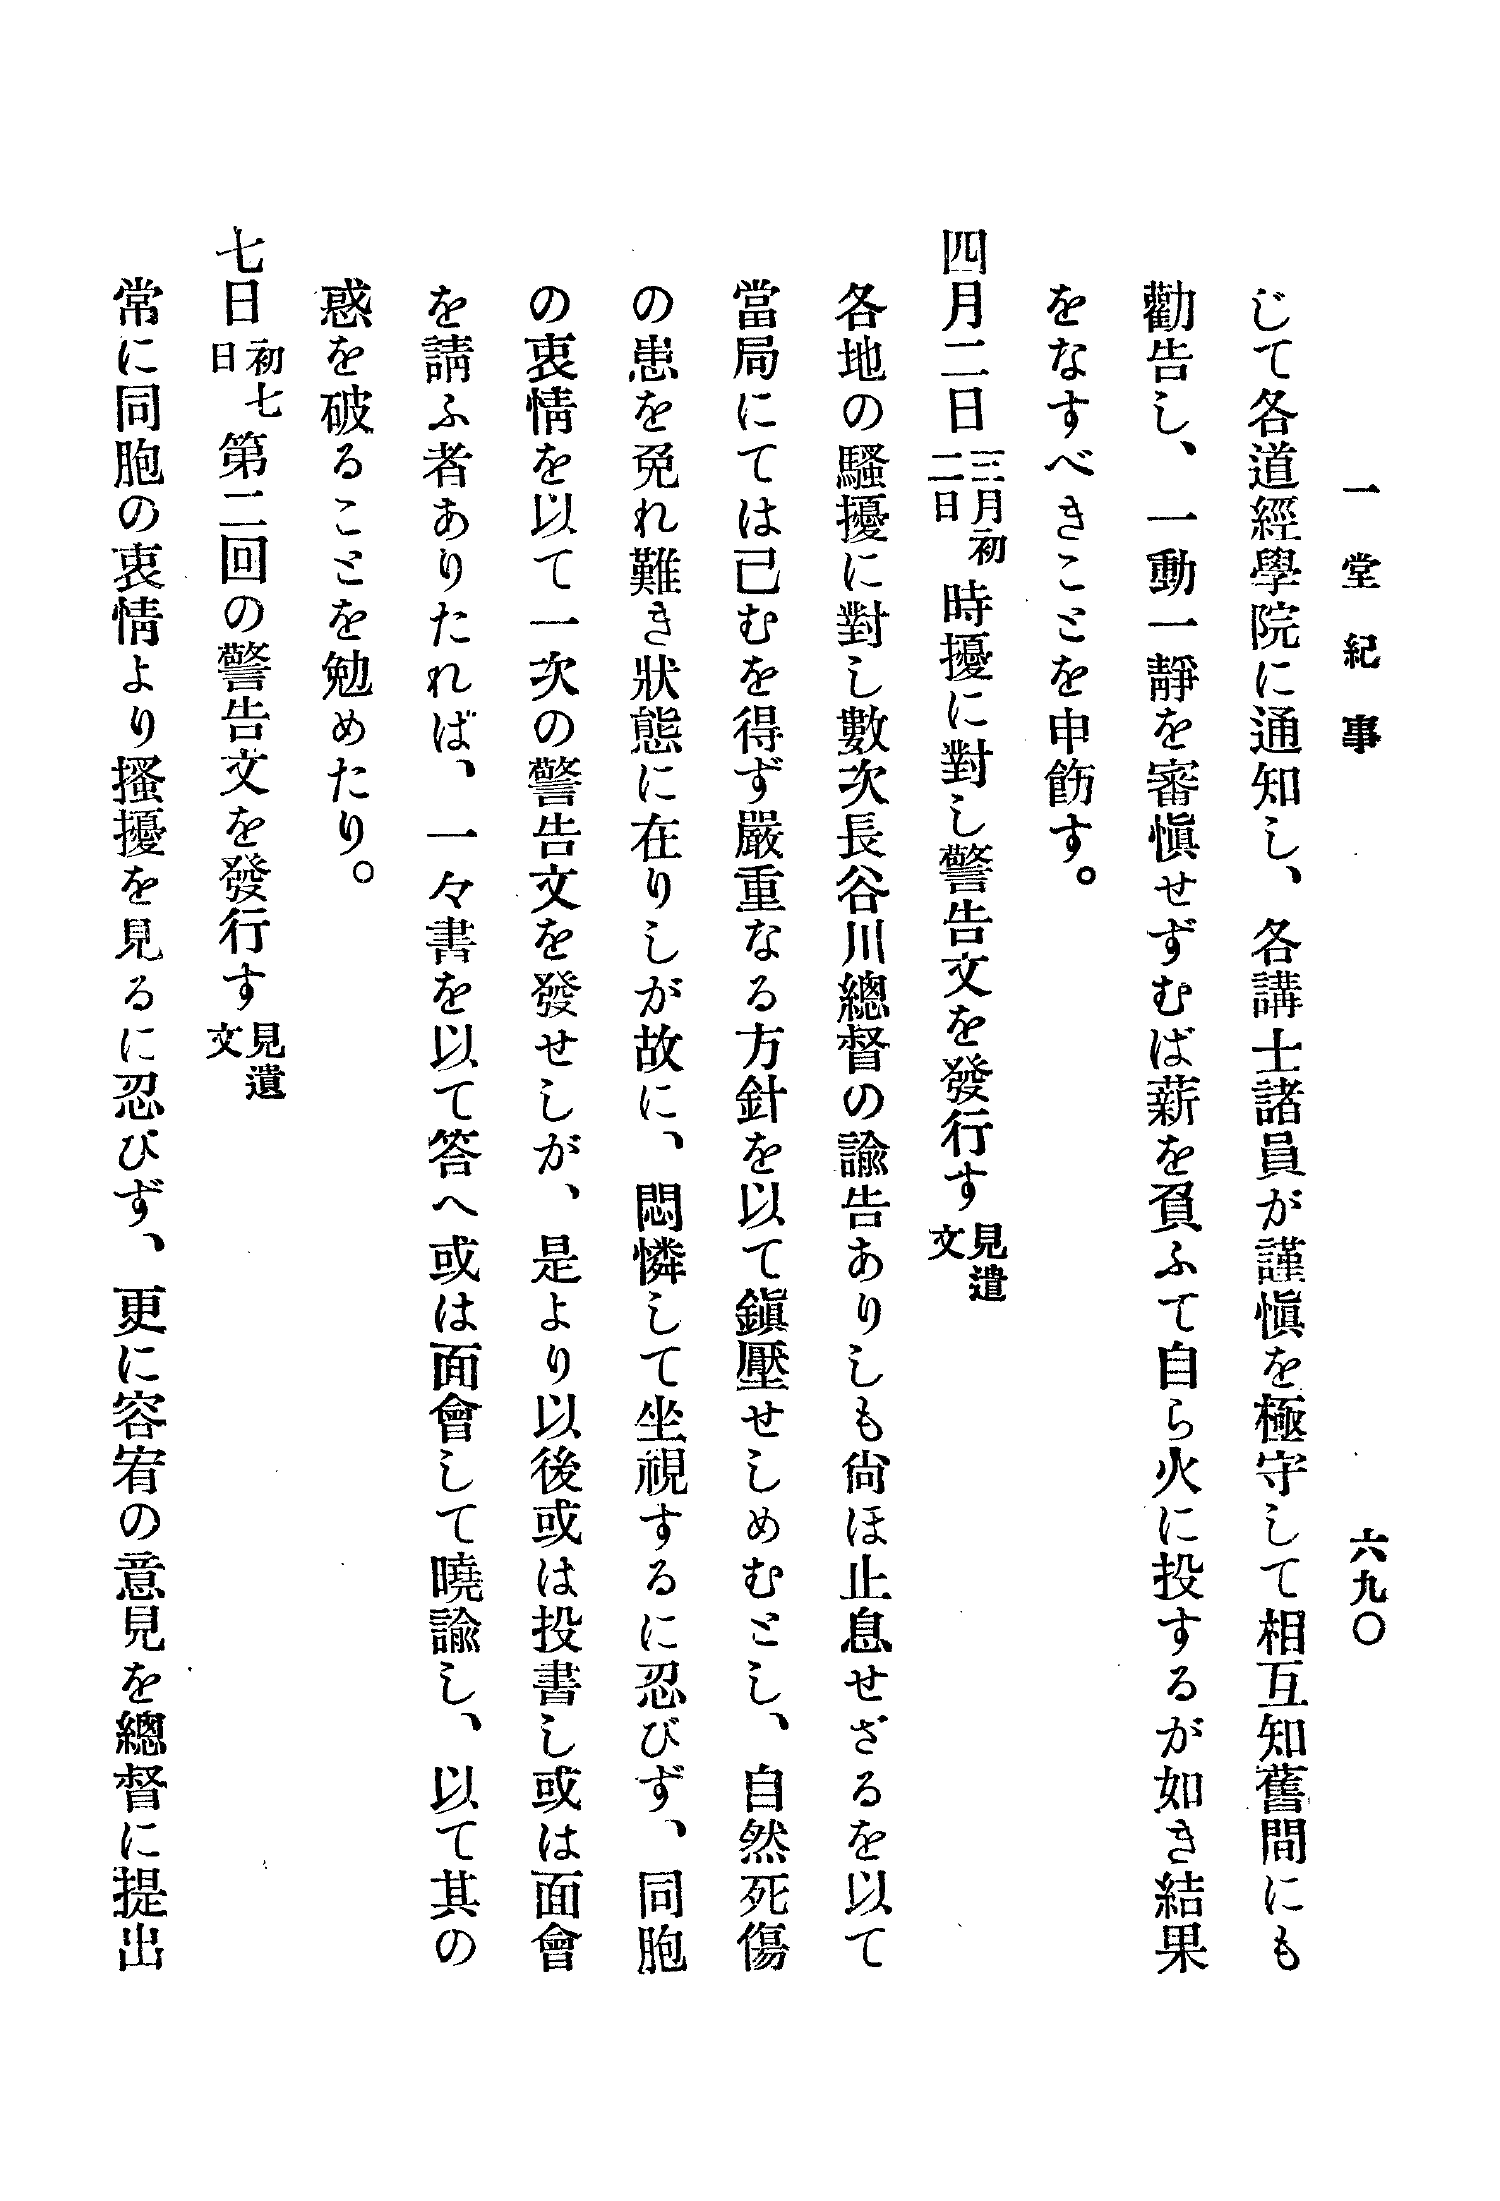 一堂紀事
六九〇
じて各道經學院に通知し、各講士諸員が謹愼を極守して相互知舊間にも
勸告し、一動一靜を審愼せずむば薪を負ふて自ら火に投するが如き結果
をなすべきことを申飭す。
四月二日三月初二日時擾に對し警告文を發行す見遺文
各地の騷擾に對し數次長谷川總督の諭告ありしも尙ほ止息せざるを以て
當局にては已むを得ず嚴重なる方針を以て鎭壓せしめむとし、自然死傷
の患を免れ難き狀態に在りしが故に、悶憐して坐視するに忍びず、同胞
の衷情を以て一次の警告文を發せしが、是より以後或は投書し或は面會
を請ふ者ありたれば、一々書を以て答へ或は面會して曉諭し、以て其の
惑を破ることを勉めたり。
七日初七日第二回の警告文を發行す見遺文
常に同胞の衷情より搔擾を見るに忍びず、更に容宥の意見を總督に提出